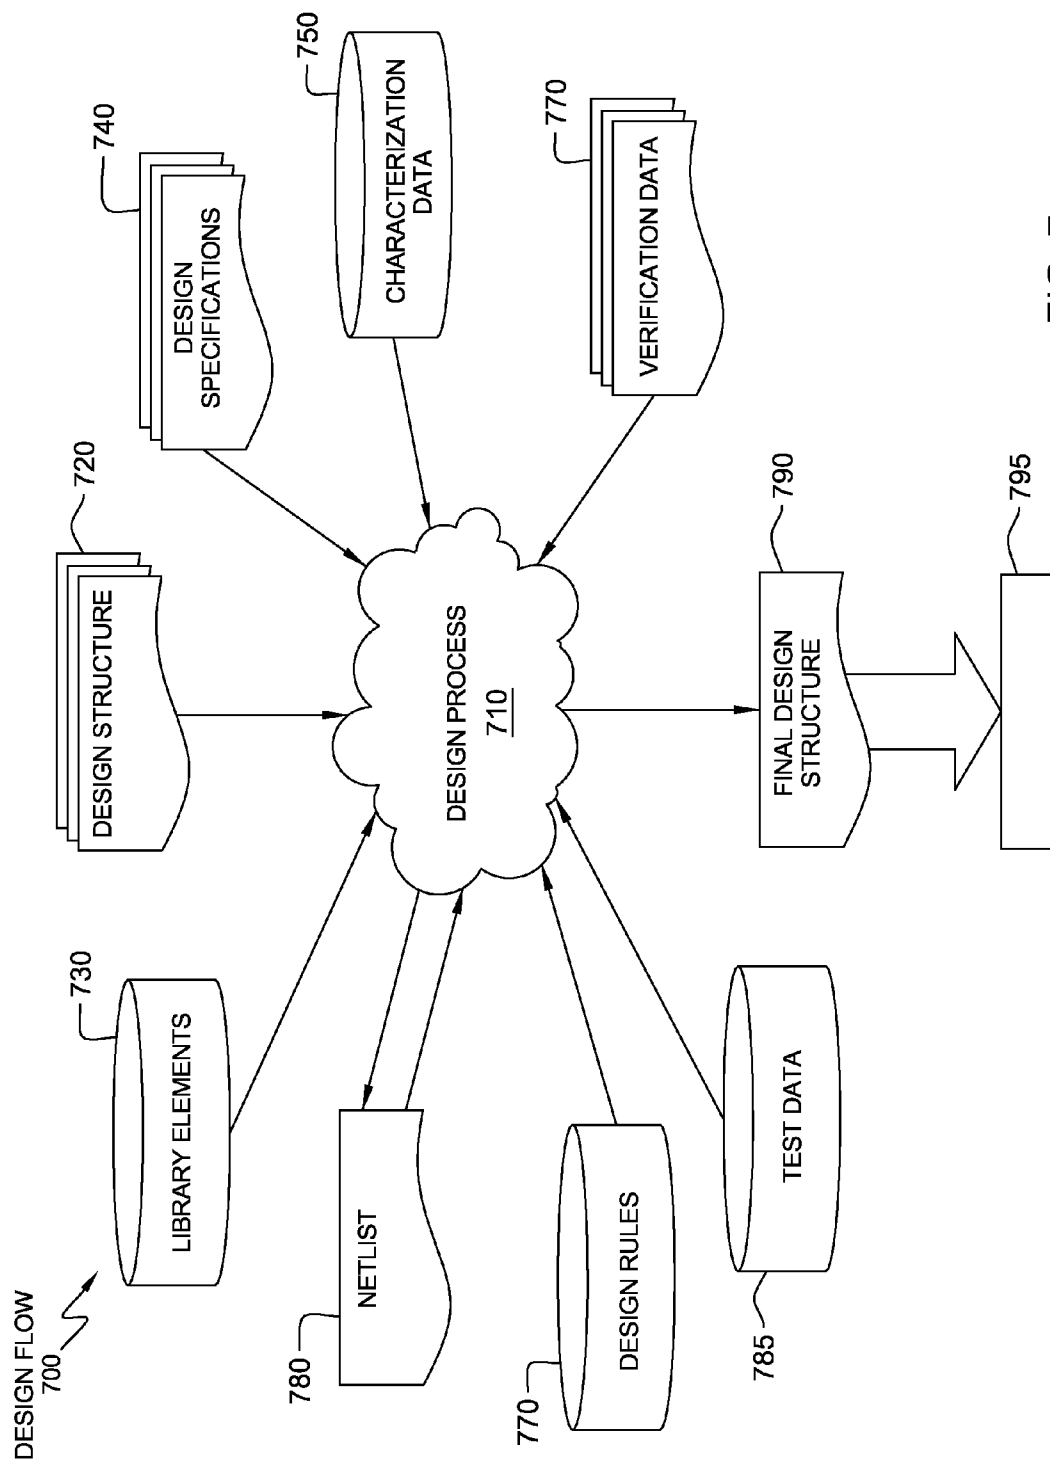 DESIGN FLOW
700
730
LIBRARY ELEMENTS
720
DESIGN STRUCTURE
740
DESIGN
SPECIFICATIONS
750
CHARACTERIZATION
DATA
780
NETLIST
DESIGN PROCESS
710
770
VERIFICATION DATA
770
DESIGN RULES
785
TEST DATA
790
FINAL DESIGN
STRUCTURE
795